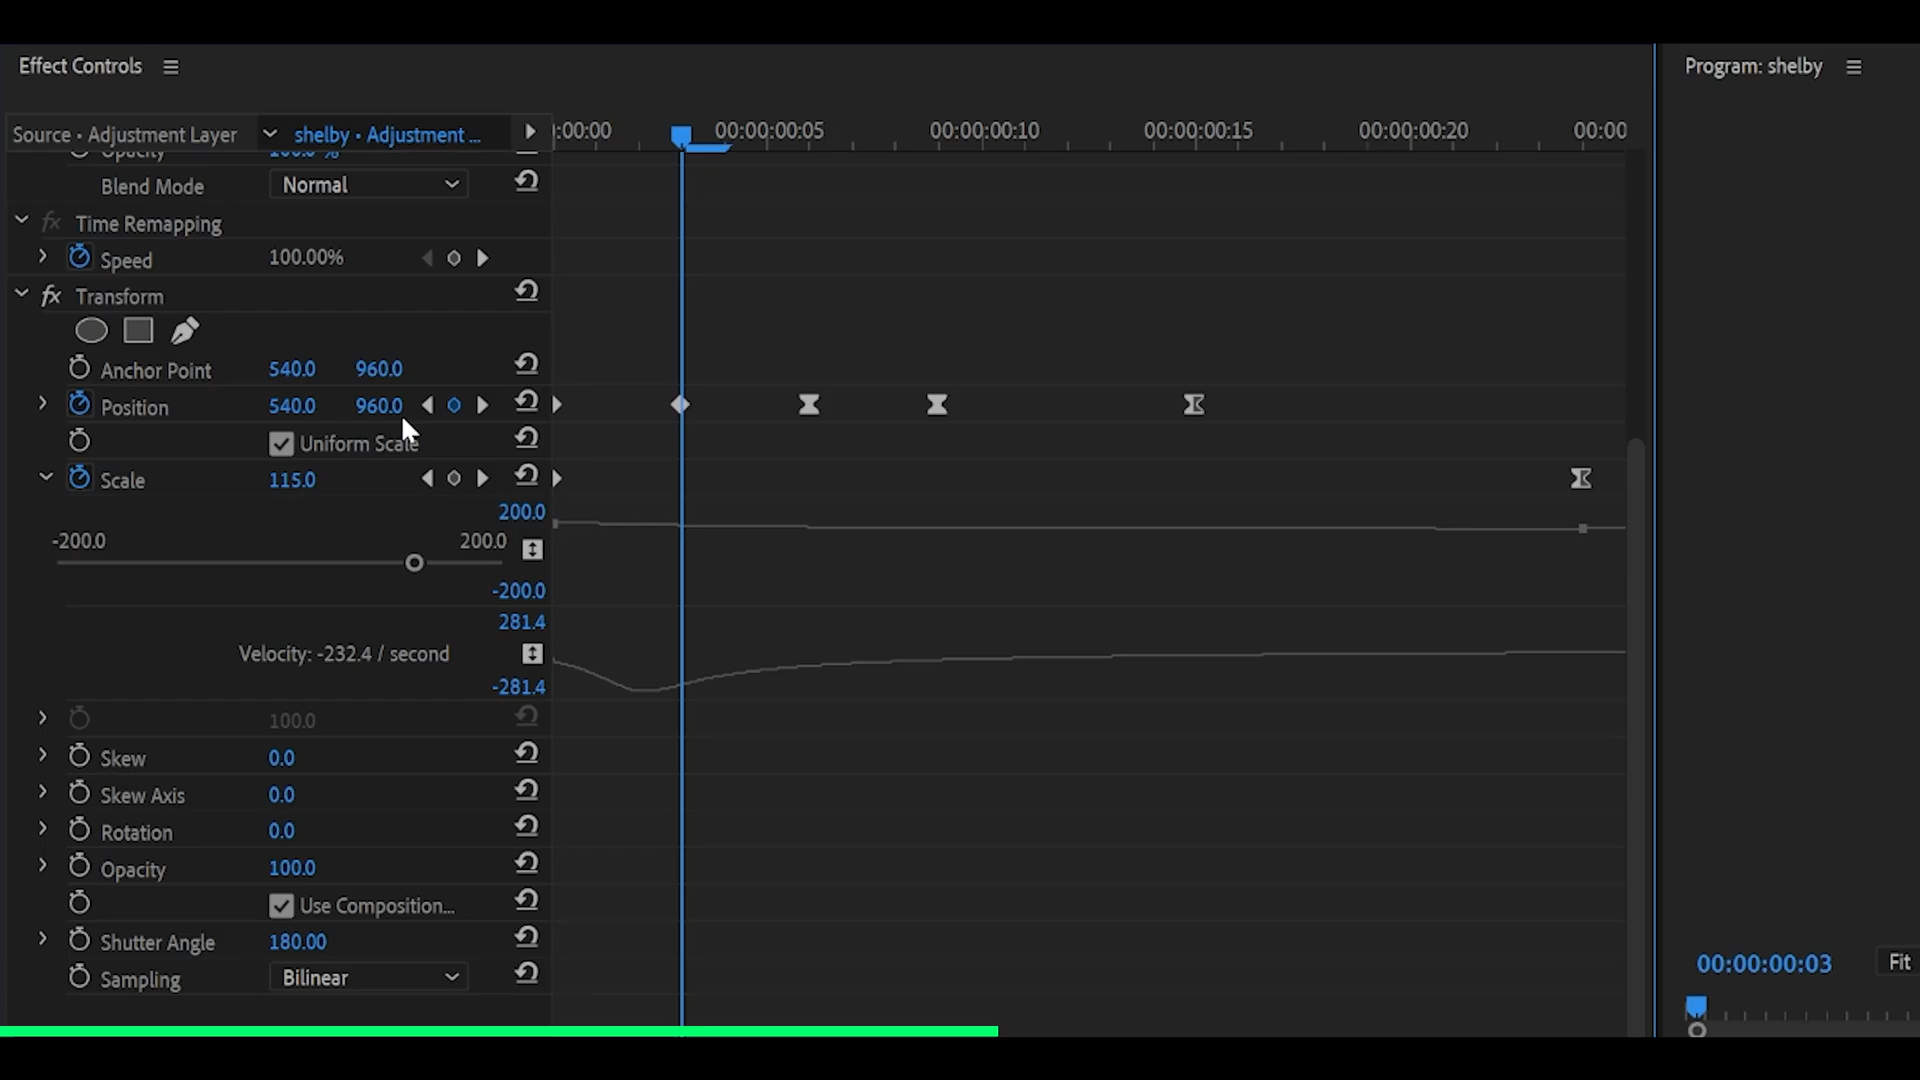 Effect Controls
Program: shelby
Source • Adjustment Layer
shelby • Adjustment ...
:00:00
00:00:00:05
00:00:00:10
00:00:00:15
00:00:00:20
00:00
Opacity 100.0 %
Blend Mode Normal
fx Time Remapping
Speed 100.00%
fx Transform
Anchor Point 540.0 960.0
Position 540.0 960.0
Uniform Scale
Scale 115.0
200.0
-200.0 200.0
-200.0
281.4
Velocity: -232.4 / second
-281.4
100.0
Skew 0.0
Skew Axis 0.0
Rotation 0.0
Opacity 100.0
Use Composition...
Shutter Angle 180.00
Sampling Bilinear
00:00:00:03 Fit